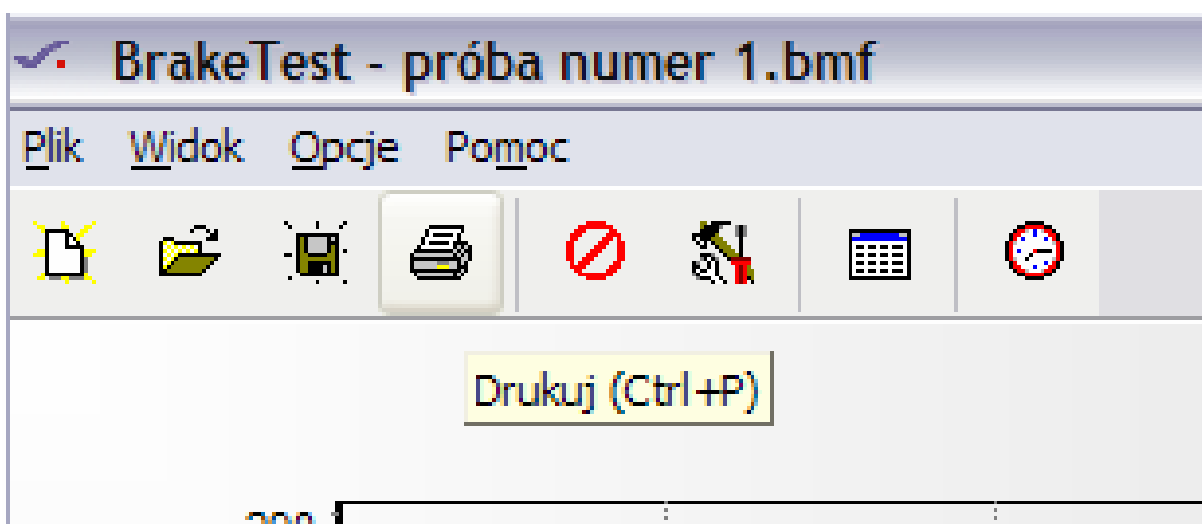 BrakeTest - próba numer 1.bmf
Plik Widok Opcje Pomoc
Drukuj (Ctrl+P)